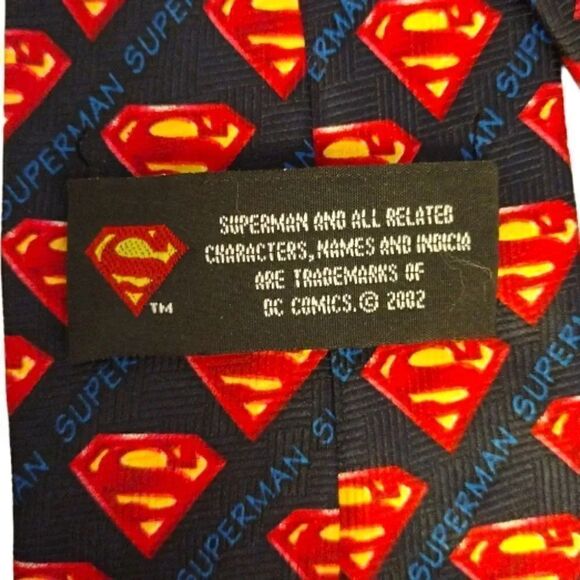 SUPERMAN AND ALL RELATED
CHARACTERS, NAMES AND INDICIA
ARE TRADEMARKS OF
DC COMICS. © 2002
TM
SUPERMAN
SUPER
SUPERMAN
SUPERMAN
SUPERMAN
SUPERMAN